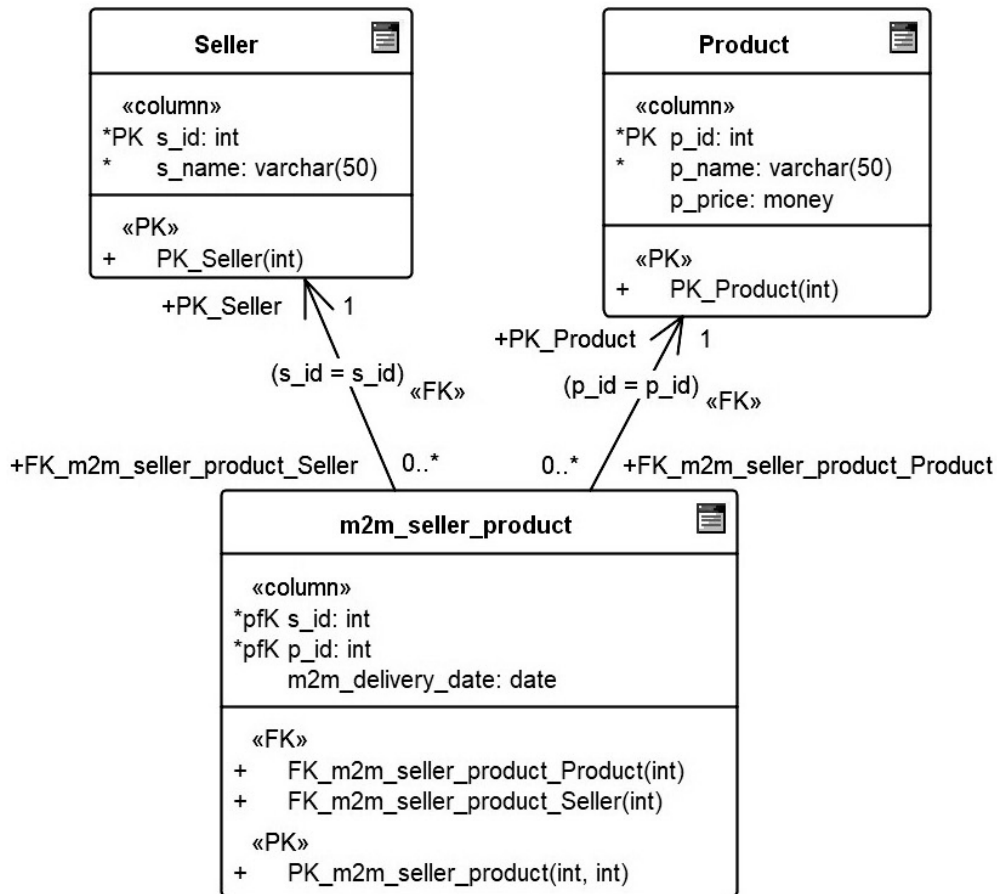 Seller
«column»
*PK s_id: int
* s_name: varchar(50)
«PK»
+ PK_Seller(int)
Product
«column»
*PK p_id: int
* p_name: varchar(50)
p_price: money
«PK»
+ PK_Product(int)
+PK_Seller 1
(s_id = s_id) «FK»
+FK_m2m_seller_product_Seller 0..*
+PK_Product 1
(p_id = p_id) «FK»
0..* +FK_m2m_seller_product_Product
m2m_seller_product
«column»
*pfK s_id: int
*pfK p_id: int
m2m_delivery_date: date
«FK»
+ FK_m2m_seller_product_Product(int)
+ FK_m2m_seller_product_Seller(int)
«PK»
+ PK_m2m_seller_product(int, int)